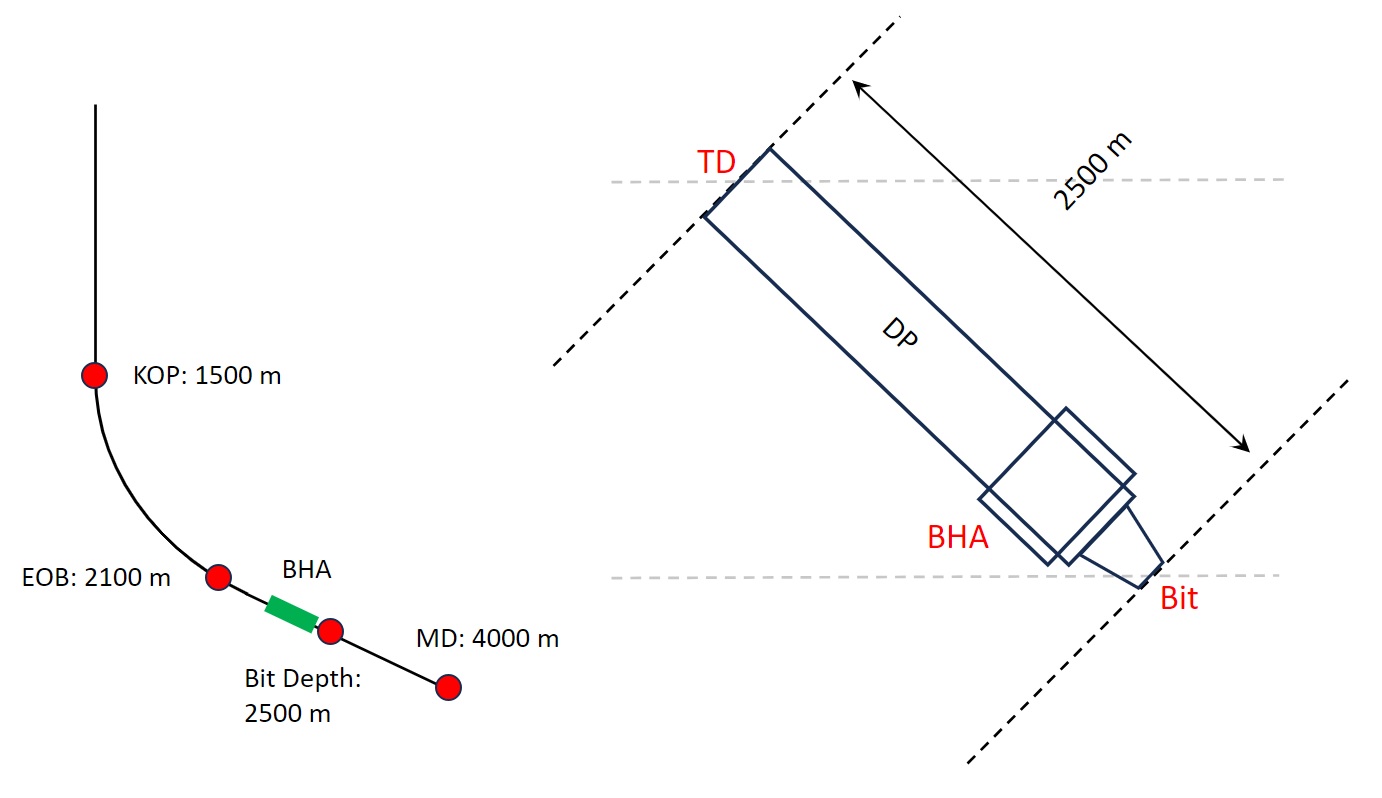 KOP: 1500 m
EOB: 2100 m
BHA
Bit Depth:
2500 m
MD: 4000 m
TD
2500 m
DP
BHA
Bit